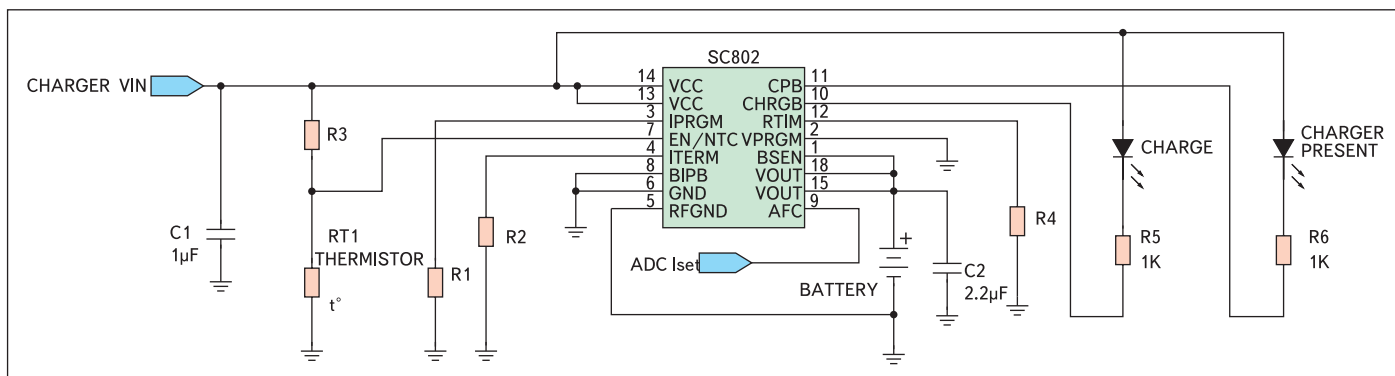 SC802
CHARGER VIN
14 VCC CPB 11
13 VCC CHRGB 10
3 IPRGM RTIM 12
7 EN/NTC VPRGM 2
4 ITERM BSEN 1
8 BIPB VOUT 18
6 GND VOUT 15
5 RFGND AFC 9
R3
CHARGE
CHARGER
PRESENT
C1
1μF
RT1
THERMISTOR
t°
R1
R2
ADC Iset
+
BATTERY
C2
2.2μF
R4
R5
1K
R6
1K